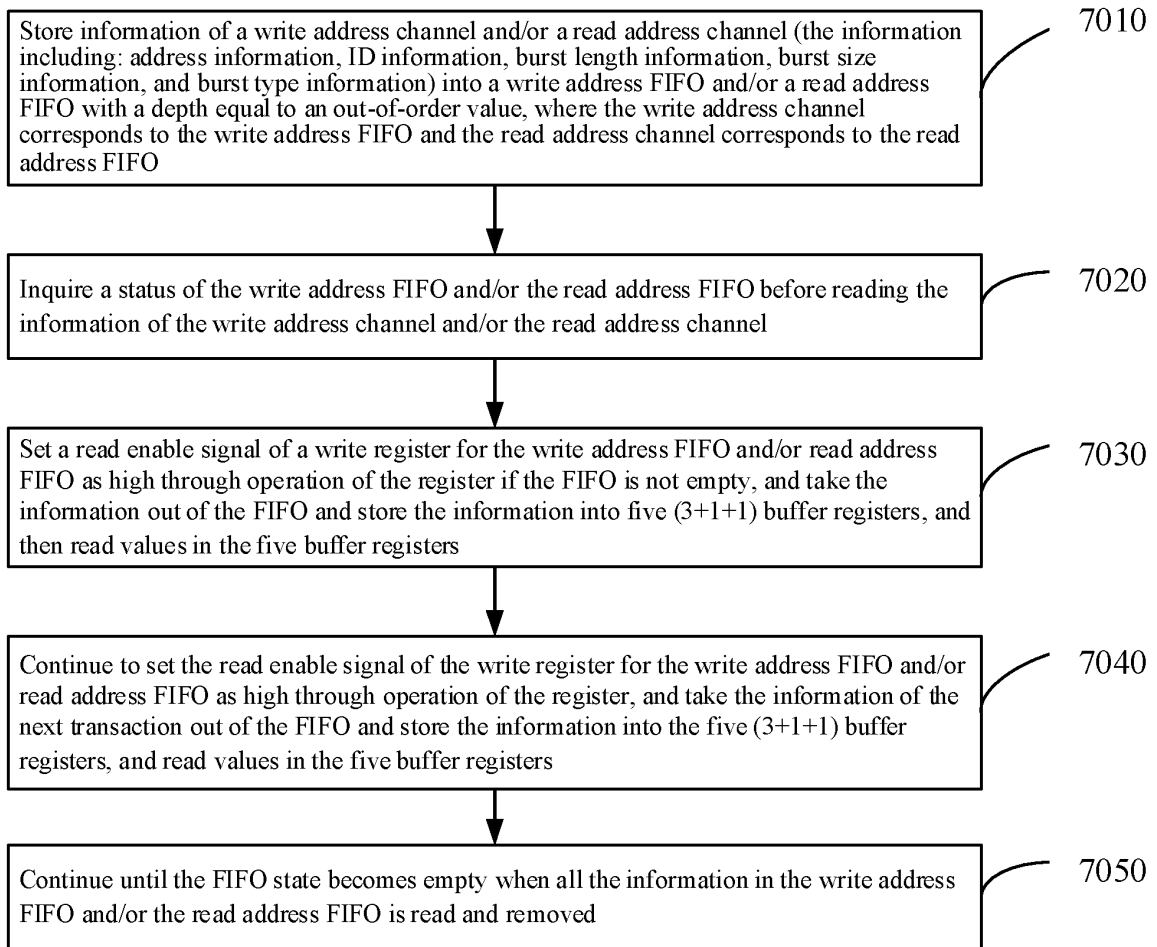 Store information of a write address channel and/or a read address channel (the information
including: address information, ID information, burst length information, burst size
information, and burst type information) into a write address FIFO and/or a read address
FIFO with a depth equal to an out-of-order value, where the write address channel
corresponds to the write address FIFO and the read address channel corresponds to the read
address FIFO
7010
Inquire a status of the write address FIFO and/or the read address FIFO before reading the
information of the write address channel and/or the read address channel
7020
Set a read enable signal of a write register for the write address FIFO and/or read address
FIFO as high through operation of the register if the FIFO is not empty, and take the
information out of the FIFO and store the information into five (3+1+1) buffer registers, and
then read values in the five buffer registers
7030
Continue to set the read enable signal of the write register for the write address FIFO and/or
read address FIFO as high through operation of the register, and take the information of the
next transaction out of the FIFO and store the information into the five (3+1+1) buffer
registers, and read values in the five buffer registers
7040
Continue until the FIFO state becomes empty when all the information in the write address
FIFO and/or the read address FIFO is read and removed
7050